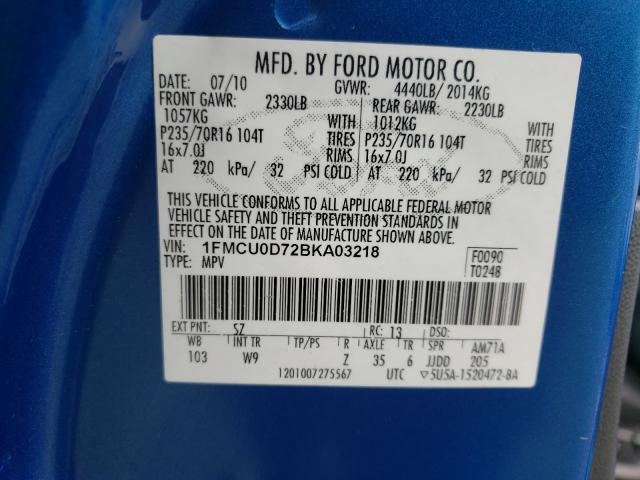 MFD. BY FORD MOTOR CO.
DATE: 07/10 GVWR: 4440LB/ 2014KG
FRONT GAWR: 2330LB REAR GAWR: 2230LB
1057KG WITH 1012KG WITH
P235/70R16 104T TIRES P235/70R16 104T TIRES
16x7.0J RIMS 16x7.0J RIMS
AT 220 kPa/ 32 PSI COLD AT 220 kPa/ 32 PSI COLD
THIS VEHICLE CONFORMS TO ALL APPLICABLE FEDERAL MOTOR
VEHICLE SAFETY AND THEFT PREVENTION STANDARDS IN
EFFECT ON THE DATE OF MANUFACTURE SHOWN ABOVE.
VIN: 1FMCU0D72BKA03218 F0090
TYPE: MPV T0248
EXT PNT: SZ RC: 13 DSO:
WB INT TR TP/PS R AXLE TR SPR AM71A
103 W9 Z 35 6 JJDD 205
1201007275567 UTC ▽5U5A-1520472-BA